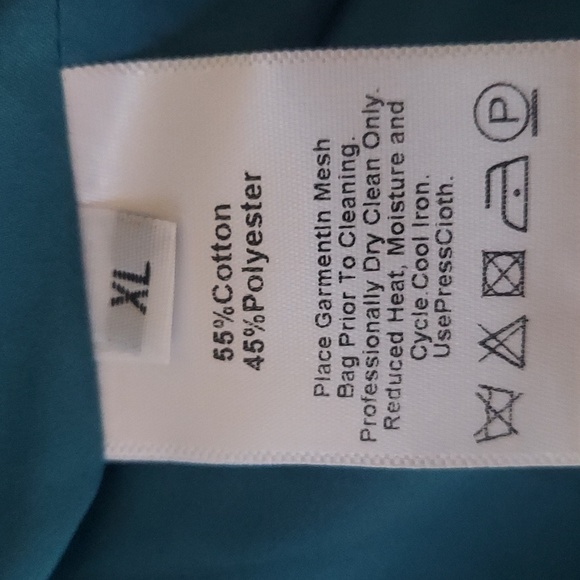 XL
55%Cotton
45%Polyester
Place GarmentIn Mesh
Bag Prior To Cleaning.
Professionally Dry Clean Only.
Reduced Heat, Moisture and
Cycle.Cool Iron.
UsePressCloth.
P